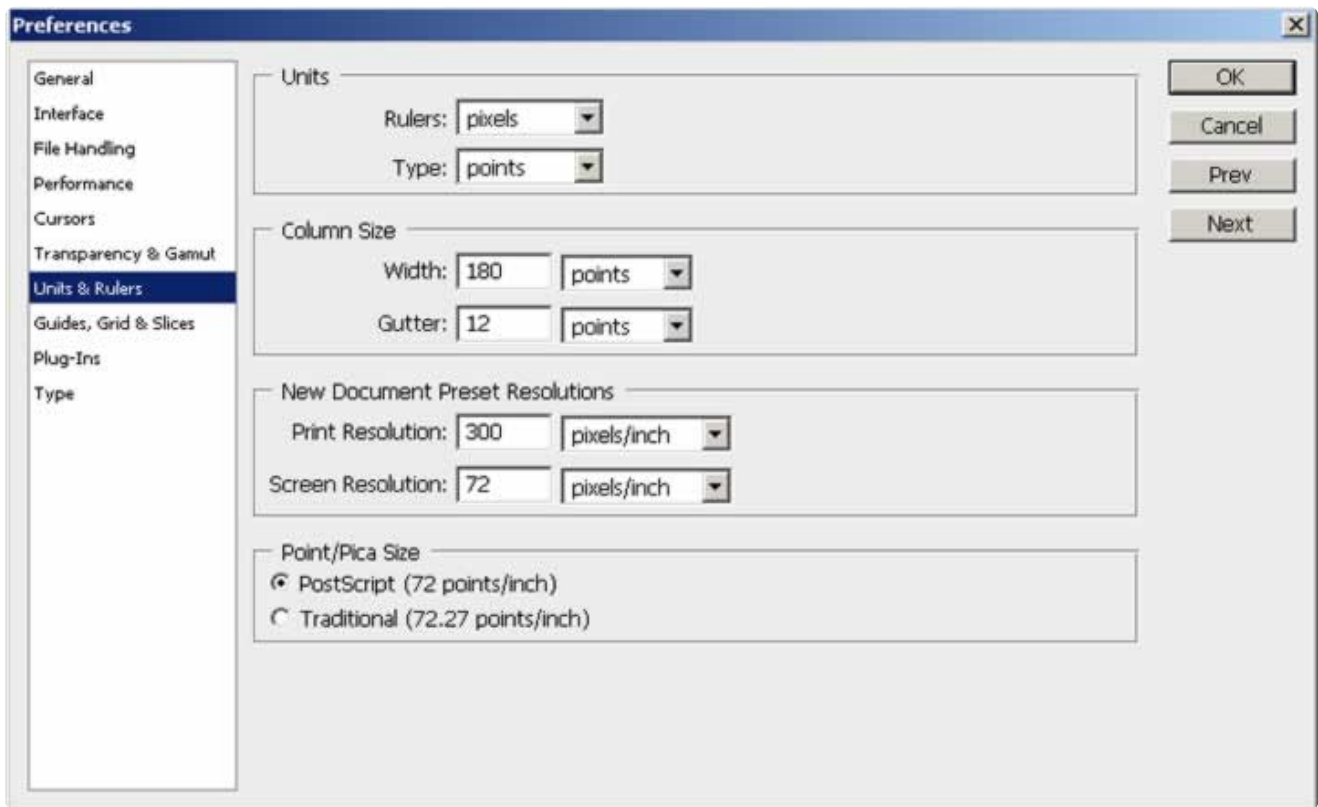 Preferences
General
Interface
File Handling
Performance
Cursors
Transparency & Gamut
Units & Rulers
Guides, Grid & Slices
Plug-Ins
Type
Units
Rulers: pixels
Type: points
Column Size
Width: 180 points
Gutter: 12 points
New Document Preset Resolutions
Print Resolution: 300 pixels/inch
Screen Resolution: 72 pixels/inch
Point/Pica Size
PostScript (72 points/inch)
Traditional (72.27 points/inch)
OK
Cancel
Prev
Next